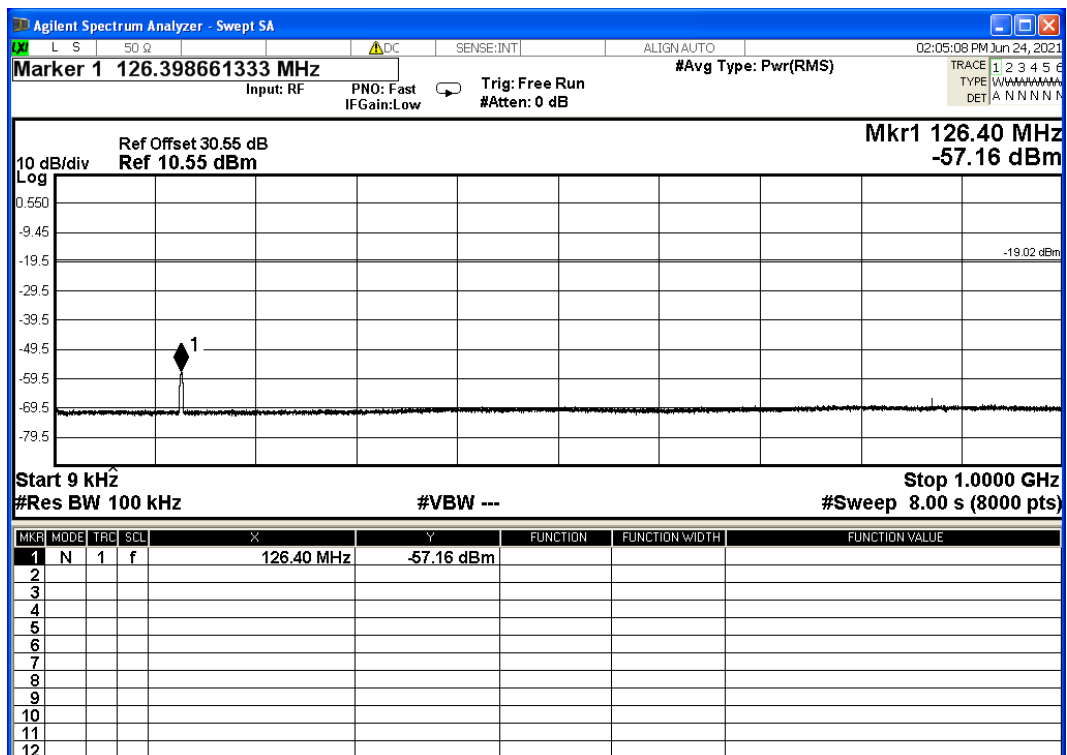 Agilent Spectrum Analyzer - Swept SA
LXI L S 50 Ω DC SENSE:INT ALIGN AUTO 02:05:08 PM Jun 24, 2021
Marker 1 126.398661333 MHz
Input: RF
PNO: Fast
IFGain:Low
Trig: Free Run
#Atten: 0 dB
#Avg Type: Pwr(RMS)
TRACE 1 2 3 4 5 6
TYPE WWWWWW
DET A N N N N N
Mkr1 126.40 MHz
-57.16 dBm
Ref Offset 30.55 dB
10 dB/div Ref 10.55 dBm
Log
0.550
-9.45
-19.02 dBm
-19.5
-29.5
-39.5
-49.5
1
-59.5
-69.5
-79.5
Start 9 kHz Stop 1.0000 GHz
#Res BW 100 kHz #VBW --- #Sweep 8.00 s (8000 pts)
MKR MODE TRC SCL X Y FUNCTION FUNCTION WIDTH FUNCTION VALUE
1 N 1 f 126.40 MHz -57.16 dBm
2
3
4
5
6
7
8
9
10
11
12